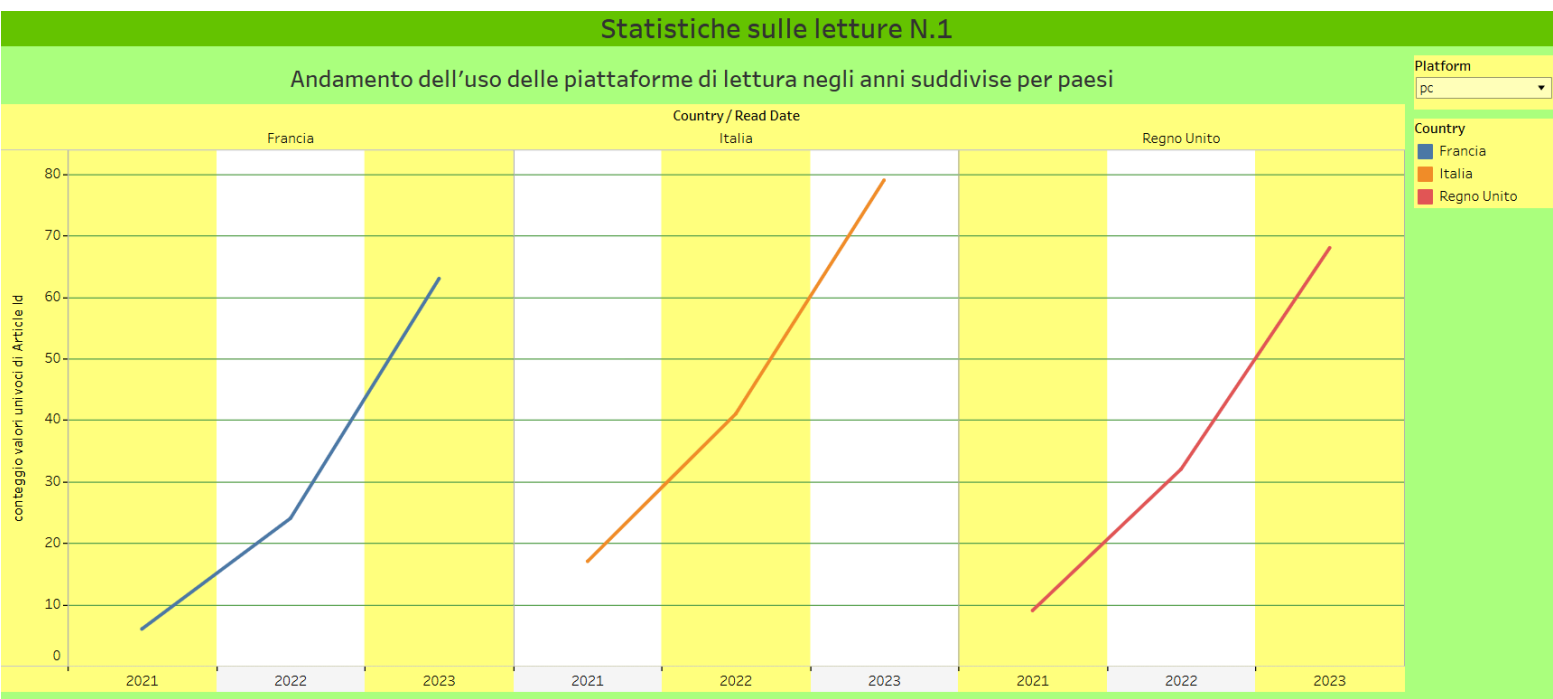 Statistiche sulle letture N.1
Andamento dell'uso delle piattaforme di lettura negli anni suddivise per paesi
Platform
pc
Country
Francia
Italia
Regno Unito
Country / Read Date
Francia Italia Regno Unito
conteggio valori univoci di Article Id
80
70
60
50
40
30
20
10
0
2021 2022 2023 2021 2022 2023 2021 2022 2023